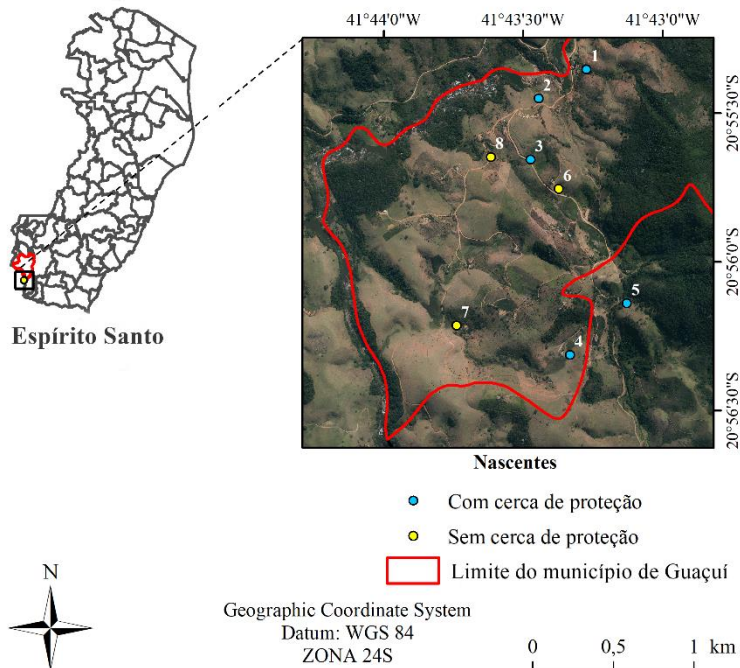 41°44'0"W 41°43'30"W 41°43'0"W
1
2
20°55'30"S
8
3
6
20°56'0"S
5
7
4
20°56'30"S
Espírito Santo
Nascentes
Com cerca de proteção
Sem cerca de proteção
Limite do município de Guaçuí
N
Geographic Coordinate System
Datum: WGS 84
ZONA 24S
0 0,5 1 km